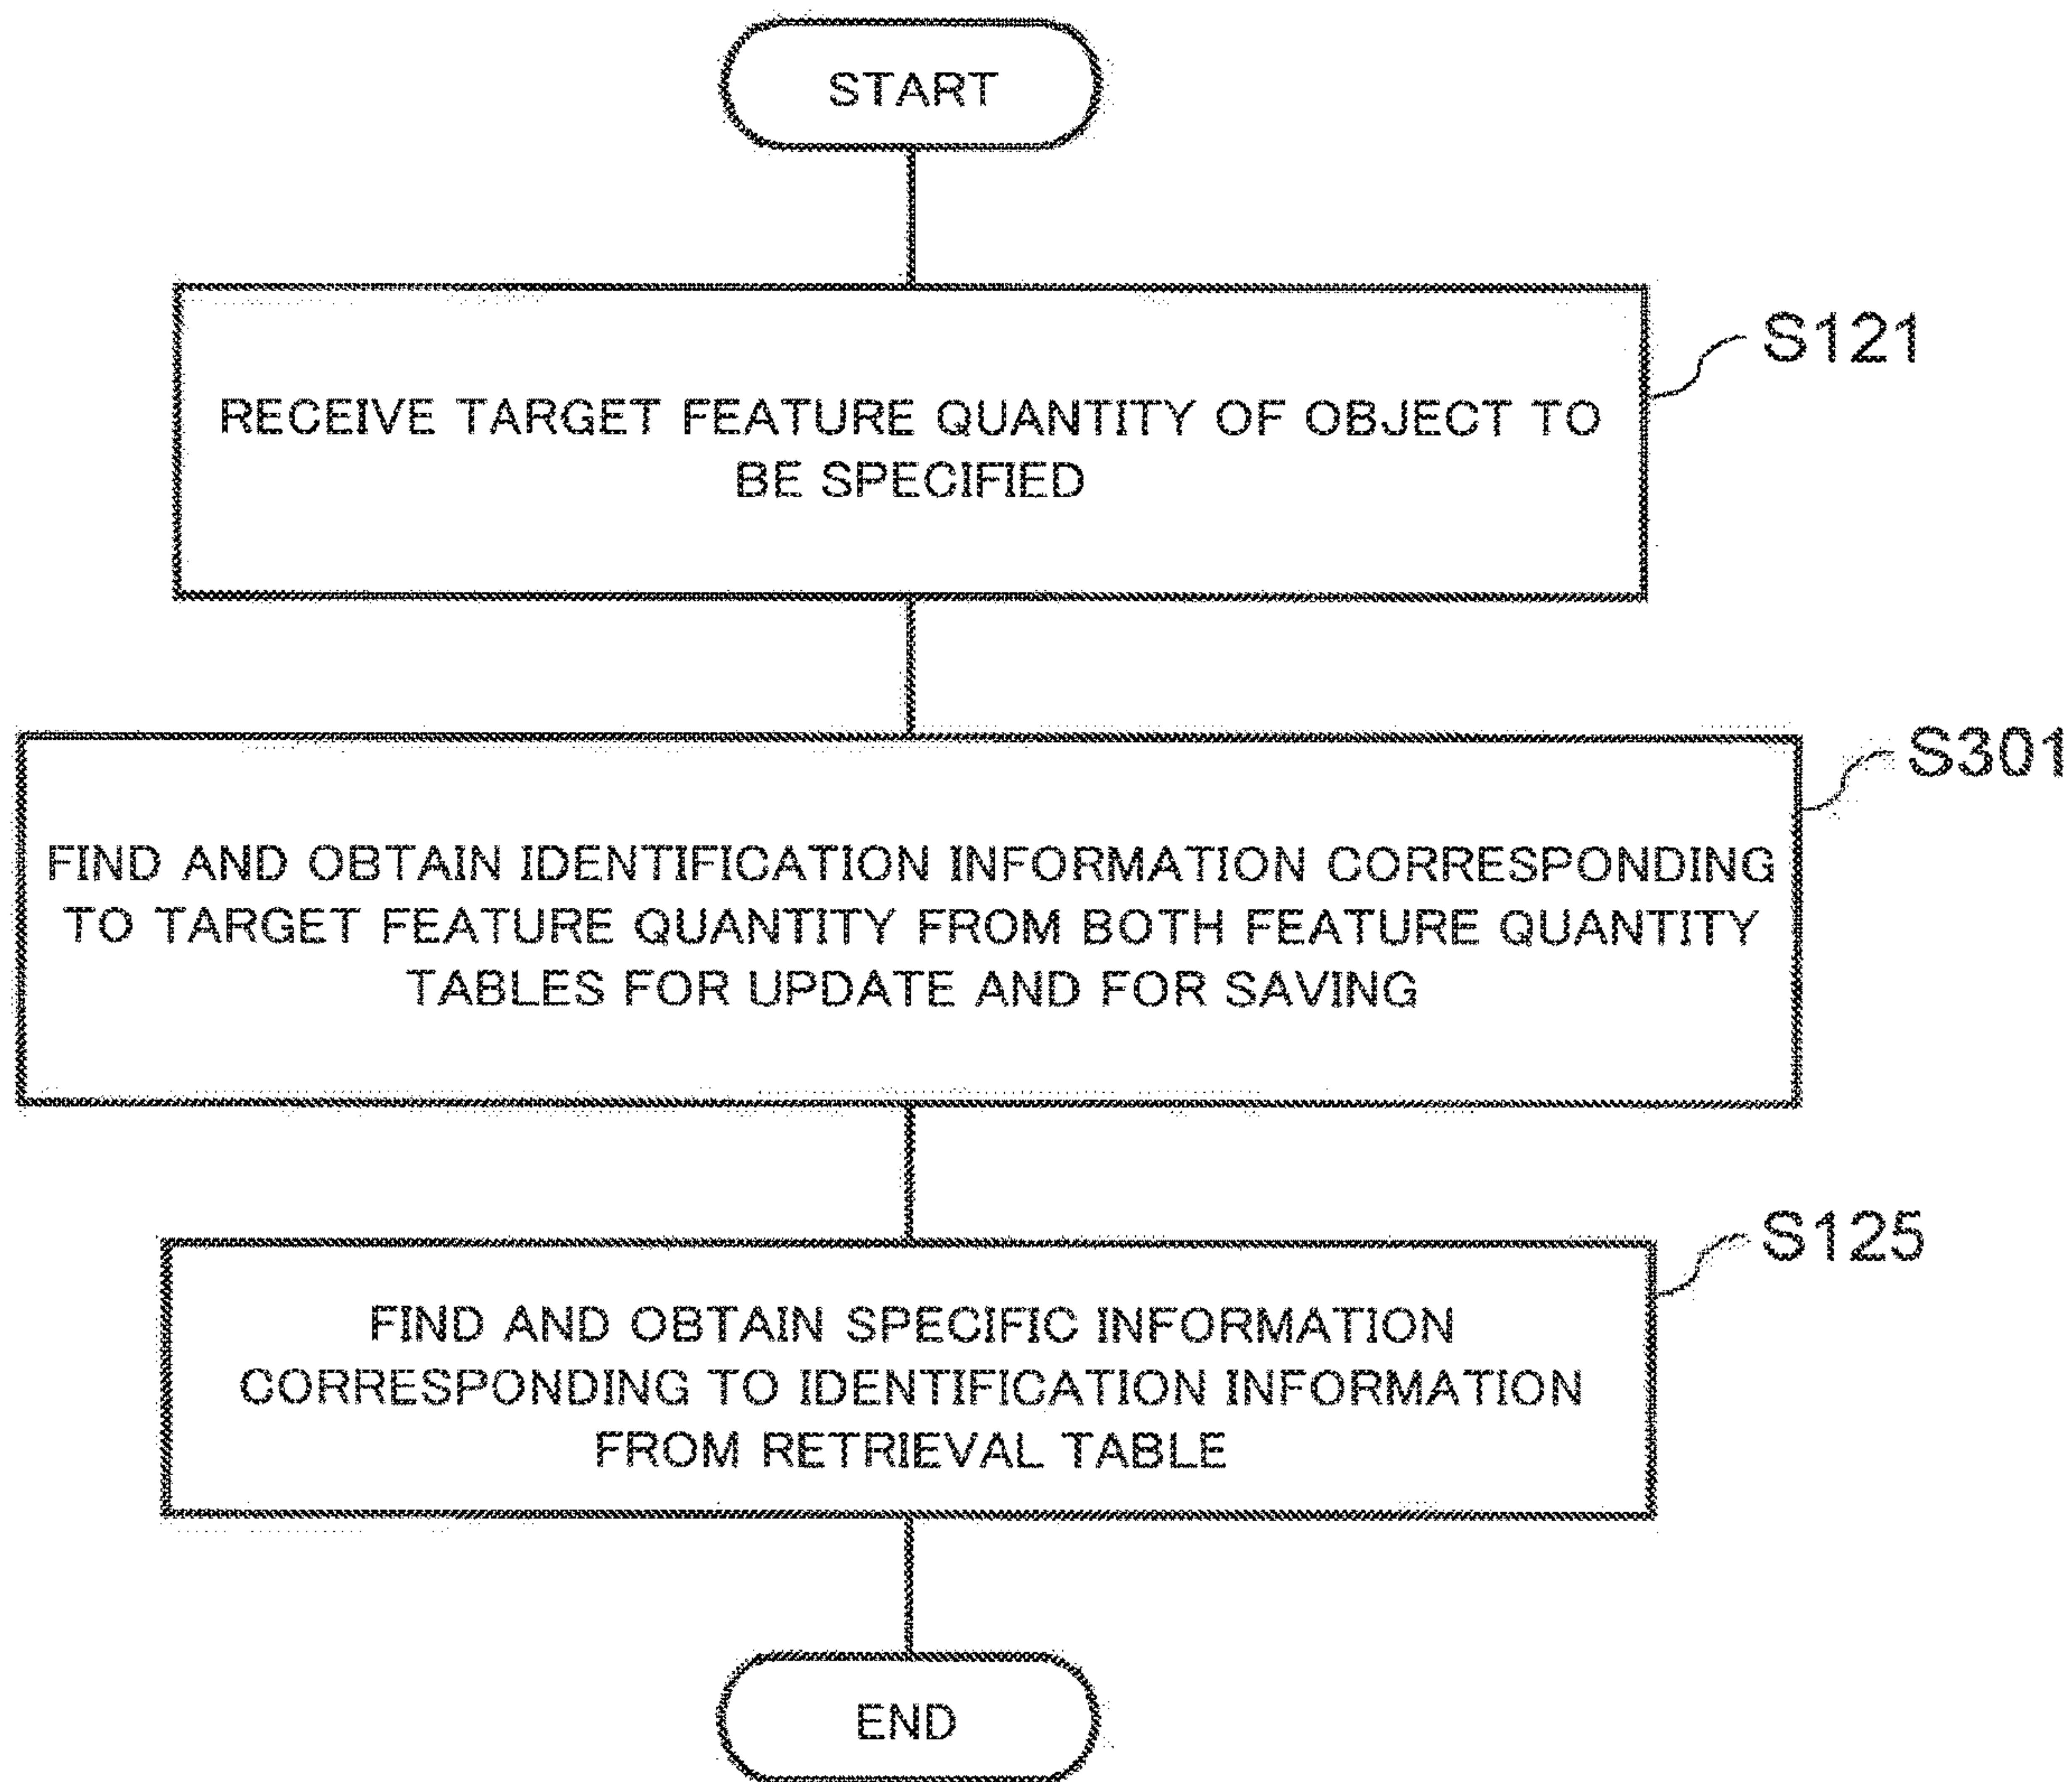 START
S121
RECEIVE TARGET FEATURE QUANTITY OF OBJECT TO
BE SPECIFIED
S301
FIND AND OBTAIN IDENTIFICATION INFORMATION CORRESPONDING
TO TARGET FEATURE QUANTITY FROM BOTH FEATURE QUANTITY
TABLES FOR UPDATE AND FOR SAVING
S125
FIND AND OBTAIN SPECIFIC INFORMATION
CORRESPONDING TO IDENTIFICATION INFORMATION
FROM RETRIEVAL TABLE
END